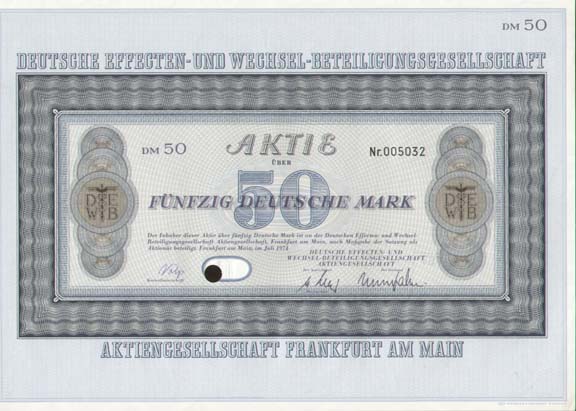 DM 50
DEUTSCHE EFFECTEN- UND WECHSEL-BETEILIGUNGSGESELLSCHAFT
DM 50
AKTIE
Nr. 005032
ÜBER
50
FÜNFZIG DEUTSCHE MARK
D E
W B
D E
W B
Der Inhaber dieser Aktie über fünfzig Deutsche Mark ist an der Deutschen Effecten- und Wechsel-
Beteiligungsgesellschaft Aktiengesellschaft, Frankfurt am Main, nach Maßgabe der Satzung als
Aktionär beteiligt. Frankfurt am Main, im Juli 1974
DEUTSCHE EFFECTEN- UND
WECHSEL-BETEILIGUNGSGESELLSCHAFT
AKTIENGESELLSCHAFT
AKTIENGESELLSCHAFT FRANKFURT AM MAIN